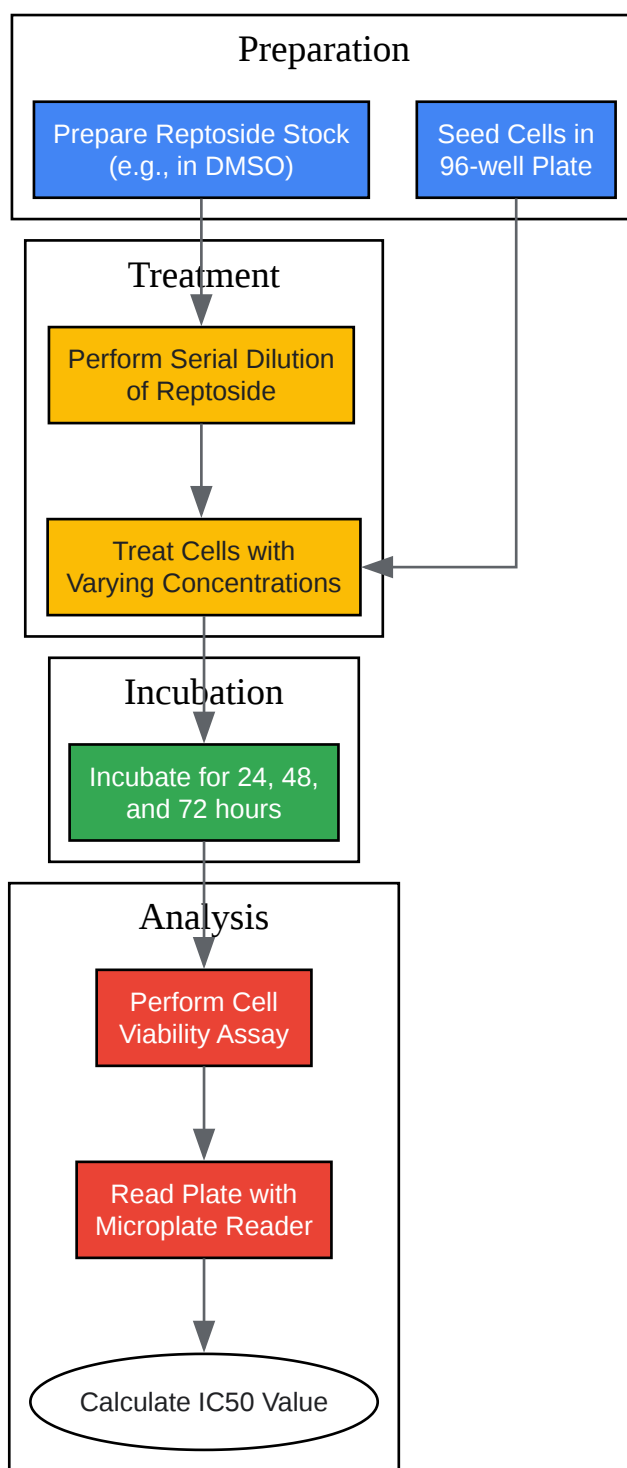 Preparation
Prepare Reptoside Stock
(e.g., in DMSO)
Seed Cells in
96-well Plate
Treatment
Perform Serial Dilution
of Reptoside
Treat Cells with
Varying Concentrations
Incubation
Incubate for 24, 48,
and 72 hours
Analysis
Perform Cell
Viability Assay
Read Plate with
Microplate Reader
Calculate IC50 Value